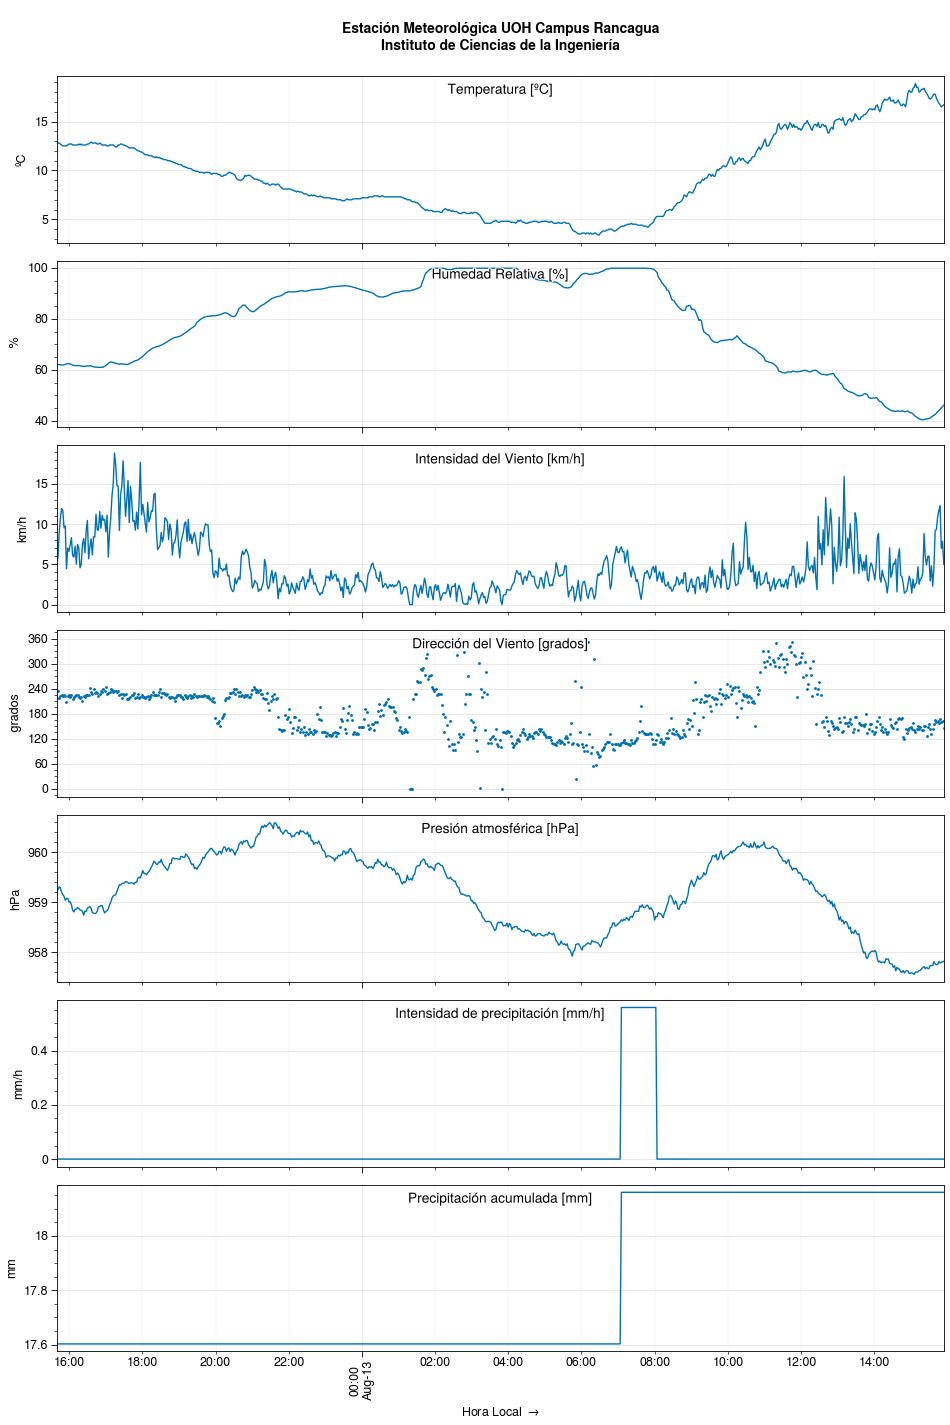 Estación Meteorológica UOH Campus Rancagua
Instituto de Ciencias de la Ingeniería
Temperatura [ºC]
ºC
15
10
5
Humedad Relativa [%]
%
100
80
60
40
Intensidad del Viento [km/h]
km/h
15
10
5
0
Dirección del Viento [grados]
grados
360
300
240
180
120
60
0
Presión atmosférica [hPa]
hPa
960
959
958
Intensidad de precipitación [mm/h]
mm/h
0.4
0.2
0
Precipitación acumulada [mm]
mm
18
17.8
17.6
16:00 18:00 20:00 22:00 00:00 02:00 04:00 06:00 08:00 10:00 12:00 14:00
Aug-13
Hora Local →